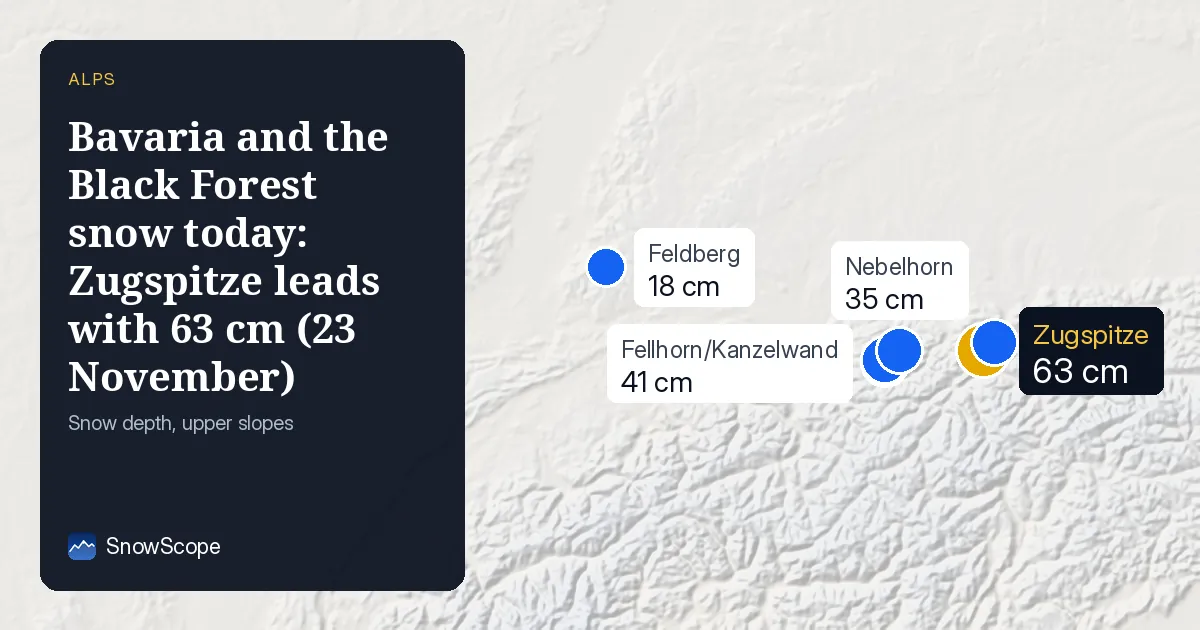 ALPS
Bavaria and the
Black Forest
snow today:
Zugspitze leads
with 63 cm (23
November)
Snow depth, upper slopes
SnowScope
Feldberg
18 cm
Nebelhorn
35 cm
Fellhorn/Kanzelwand
41 cm
Zugspitze
63 cm